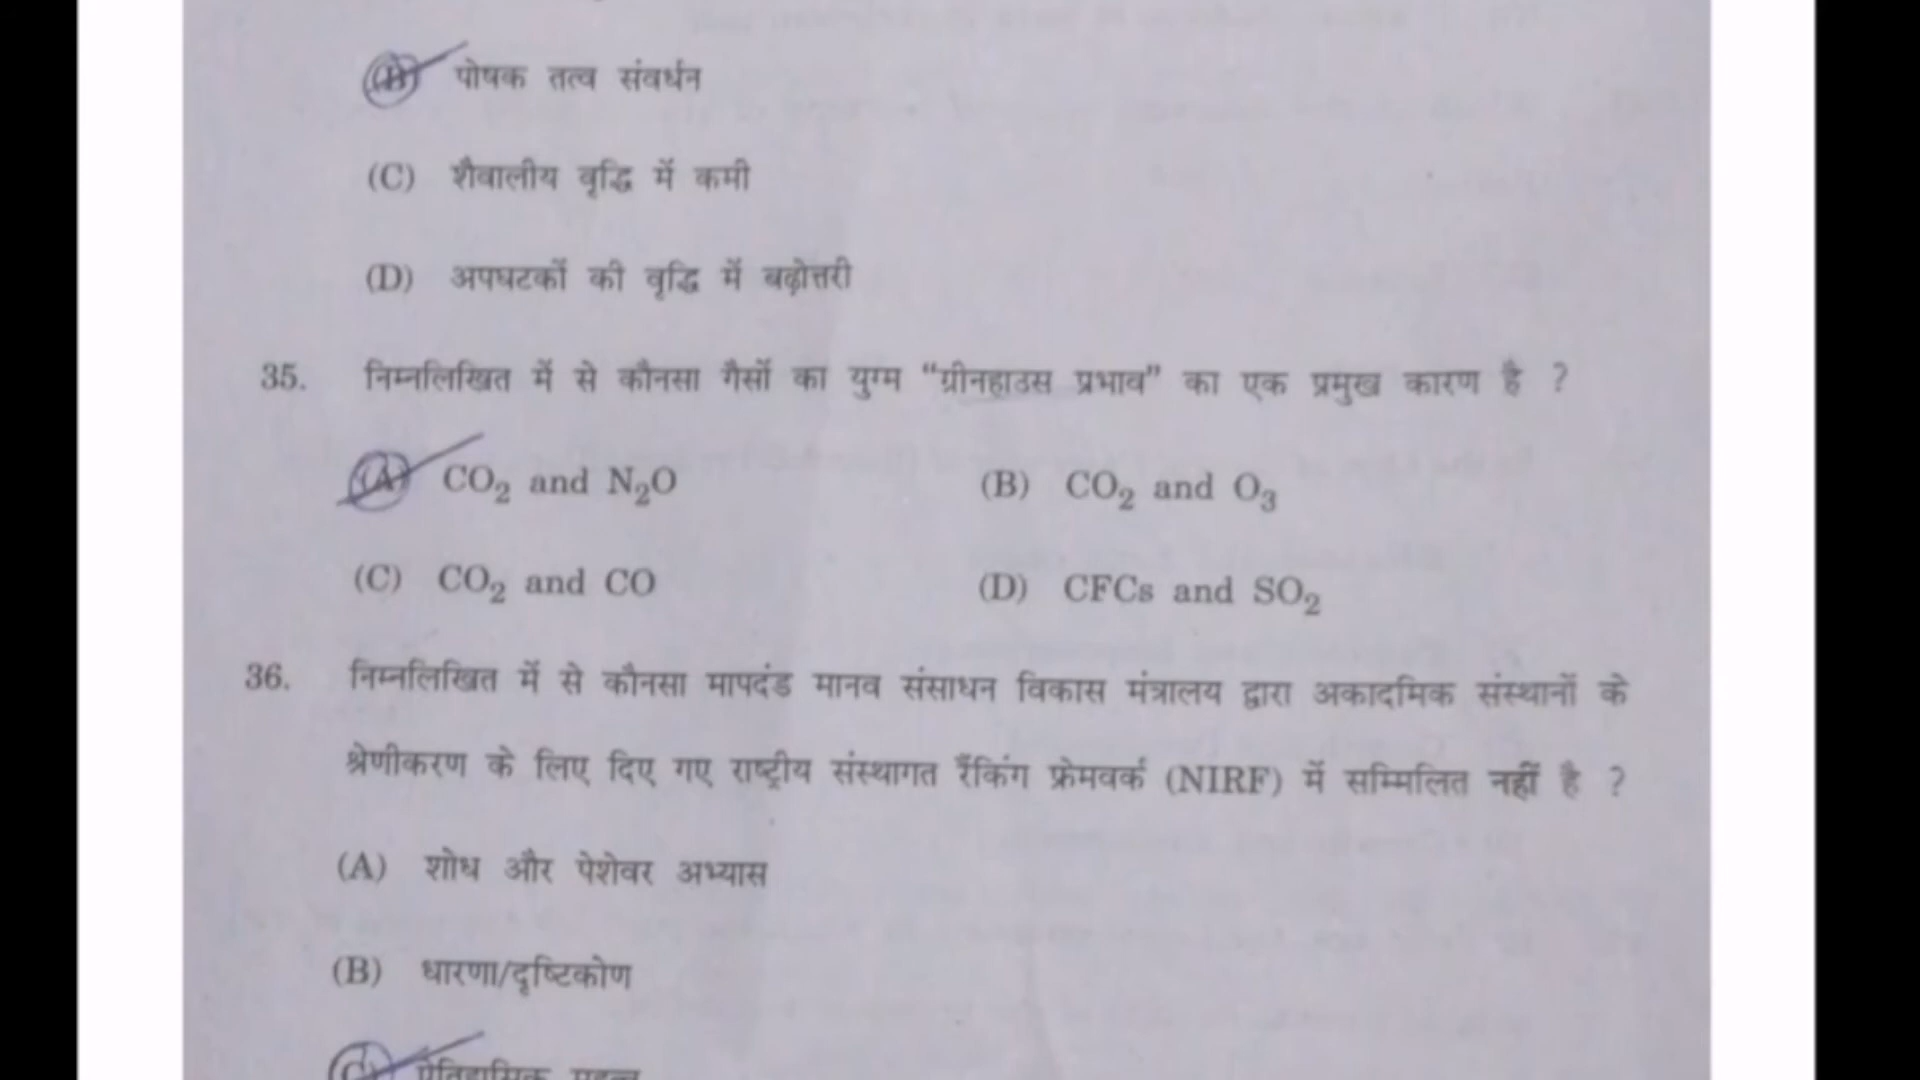 (B) पोषक तत्व संवर्धन
(C) शैवालीय वृद्धि में कमी
(D) अपघटकों की वृद्धि में बढ़ोत्तरी
35. निम्नलिखित में से कौनसा गैसों का युग्म “ग्रीनहाउस प्रभाव” का एक प्रमुख कारण है ?
(A) CO₂ and N₂O (B) CO₂ and O₃
(C) CO₂ and CO (D) CFCs and SO₂
36. निम्नलिखित में से कौनसा मापदंड मानव संसाधन विकास मंत्रालय द्वारा अकादमिक संस्थानों के
श्रेणीकरण के लिए दिए गए राष्ट्रीय संस्थागत रैंकिंग फ्रेमवर्क (NIRF) में सम्मिलित नहीं है ?
(A) शोध और पेशेवर अभ्यास
(B) धारणा/दृष्टिकोण
(C) ऐतिहासिक महत्व